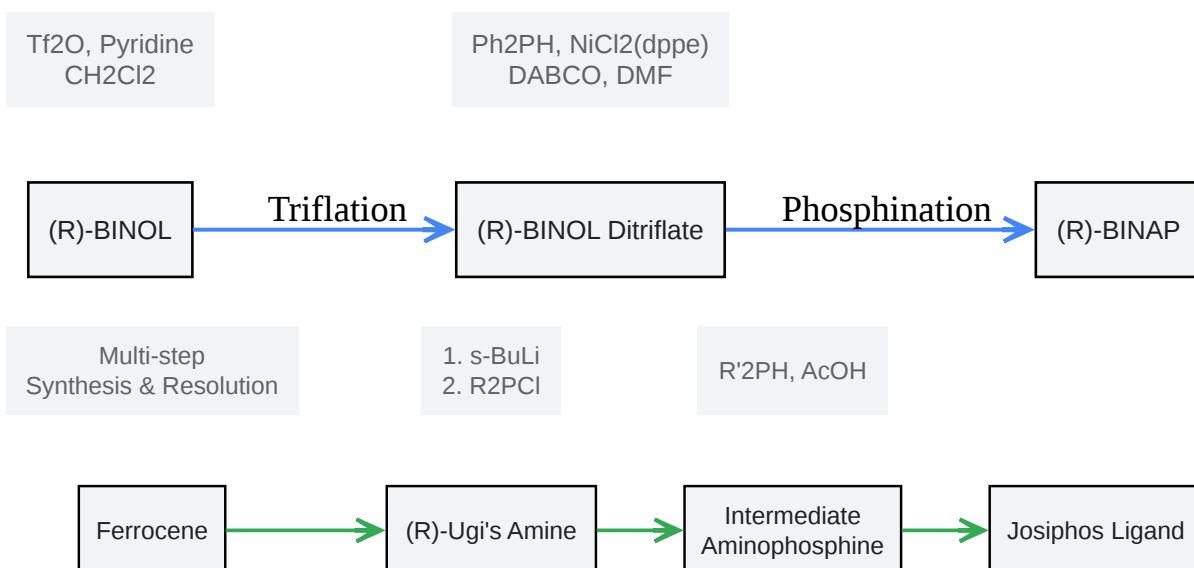 Tf2O, Pyridine
CH2Cl2
Ph2PH, NiCl2(dppe)
DABCO, DMF
(R)-BINOL
Triflation
(R)-BINOL Ditriflate
Phosphination
(R)-BINAP
Multi-step
Synthesis & Resolution
1. s-BuLi
2. R2PCl
R'2PH, AcOH
Ferrocene
(R)-Ugi's Amine
Intermediate
Aminophosphine
Josiphos Ligand